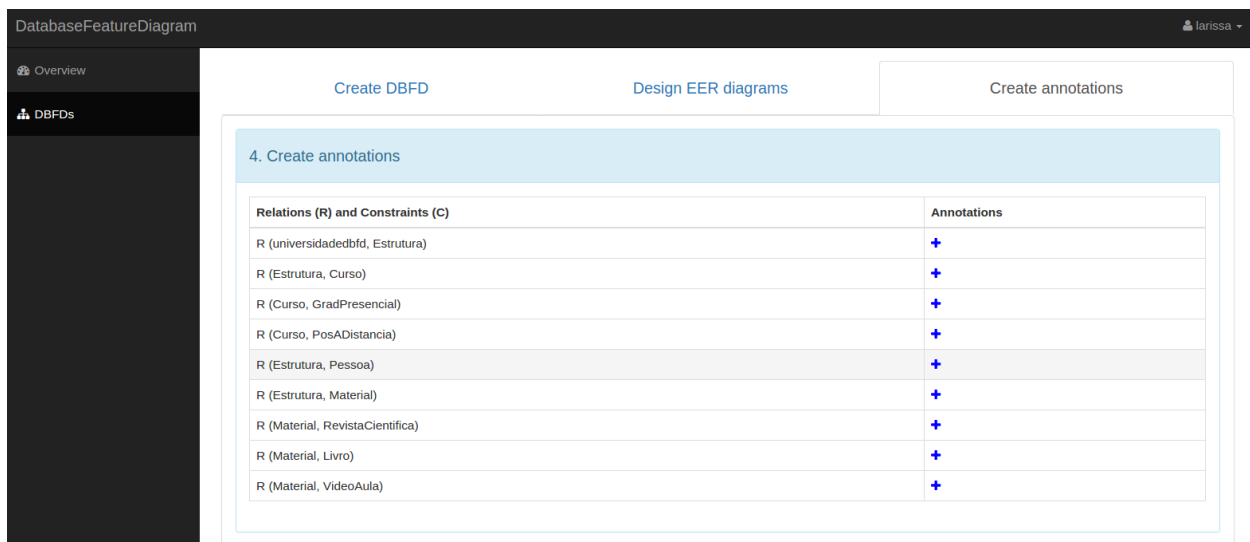 DatabaseFeatureDiagram
larissa
Overview
DBFDs
Create DBFD
Design EER diagrams
Create annotations
4. Create annotations
Relations (R) and Constraints (C) Annotations
R (universidadedbfd, Estrutura)
R (Estrutura, Curso)
R (Curso, GradPresencial)
R (Curso, PosADistancia)
R (Estrutura, Pessoa)
R (Estrutura, Material)
R (Material, RevistaCientifica)
R (Material, Livro)
R (Material, VideoAula)